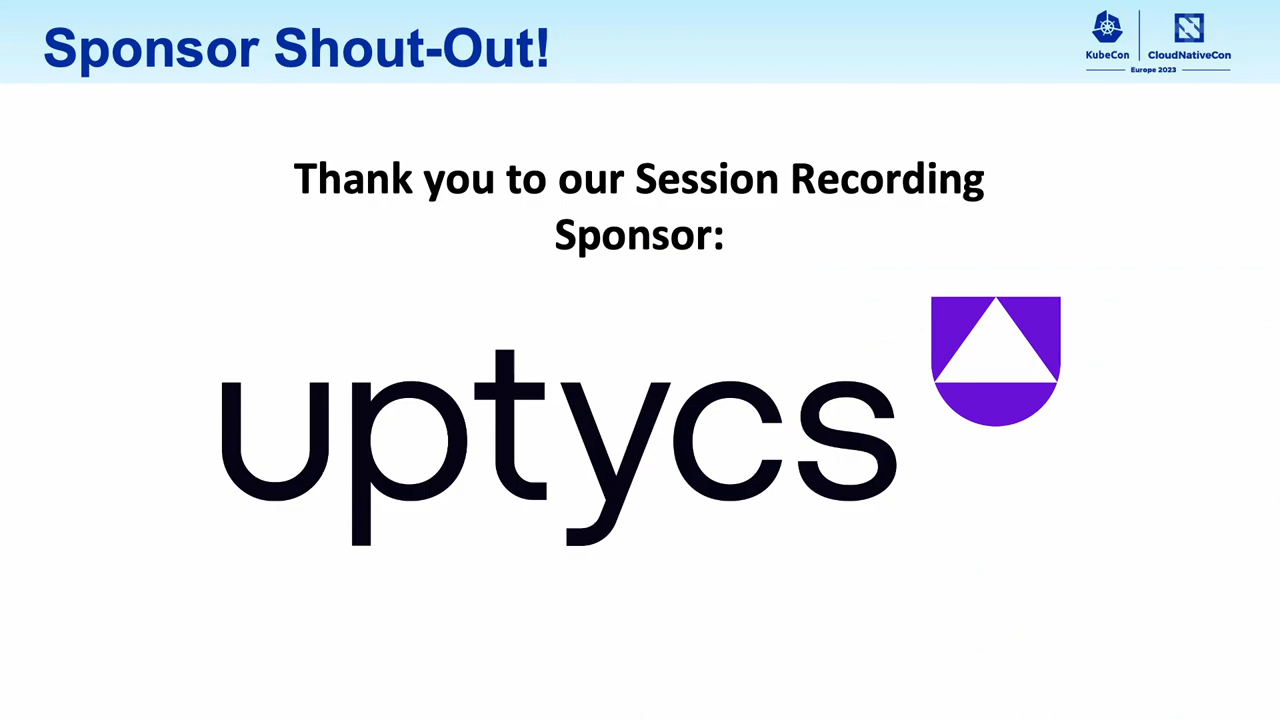 Sponsor Shout-Out!
KubeCon
CloudNativeCon
Europe 2023
Thank you to our Session Recording
Sponsor:
uptycs